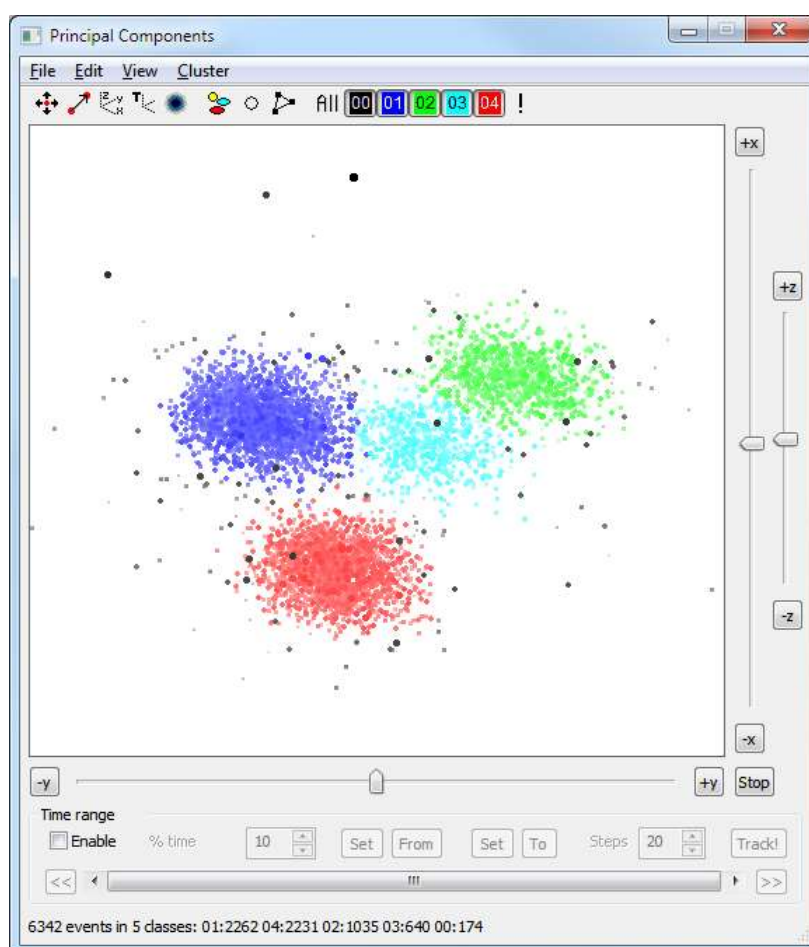 Principal Components
File Edit View Cluster
All 00 01 02 03 04 !
+x
+z
-z
-x
-y +y Stop
Time range
Enable % time 10 Set From Set To Steps 20 Track!
<< >>
6342 events in 5 classes: 01:2262 04:2231 02:1035 03:640 00:174